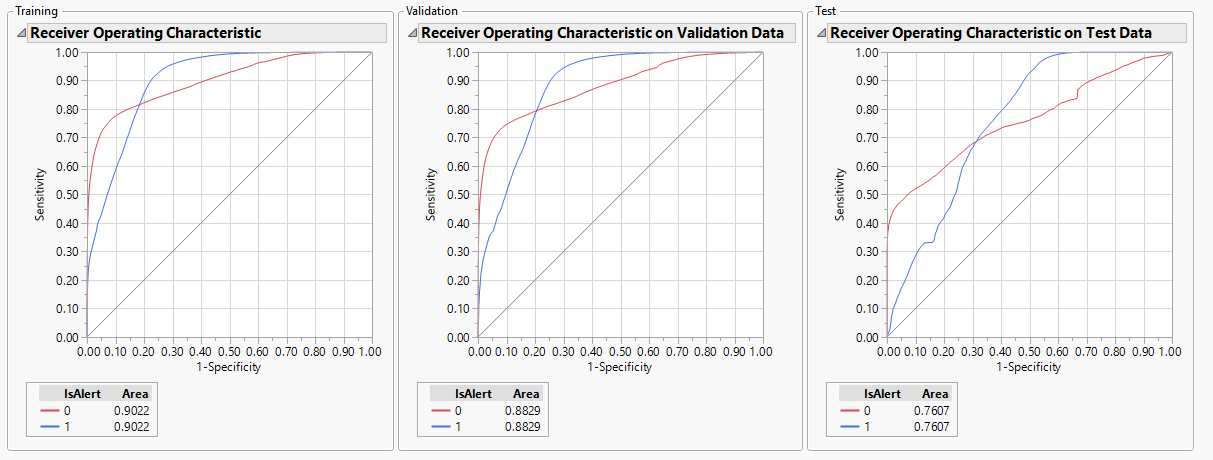 Training
Receiver Operating Characteristic
1.00
0.90
0.80
0.70
0.60
0.50
0.40
0.30
0.20
0.10
0.00
Sensitivity
0.00 0.10 0.20 0.30 0.40 0.50 0.60 0.70 0.80 0.90 1.00
1-Specificity
IsAlert Area
0 0.9022
1 0.9022
Validation
Receiver Operating Characteristic on Validation Data
1.00
0.90
0.80
0.70
0.60
0.50
0.40
0.30
0.20
0.10
0.00
Sensitivity
0.00 0.10 0.20 0.30 0.40 0.50 0.60 0.70 0.80 0.90 1.00
1-Specificity
IsAlert Area
0 0.8829
1 0.8829
Test
Receiver Operating Characteristic on Test Data
1.00
0.90
0.80
0.70
0.60
0.50
0.40
0.30
0.20
0.10
0.00
Sensitivity
0.00 0.10 0.20 0.30 0.40 0.50 0.60 0.70 0.80 0.90 1.00
1-Specificity
IsAlert Area
0 0.7607
1 0.7607